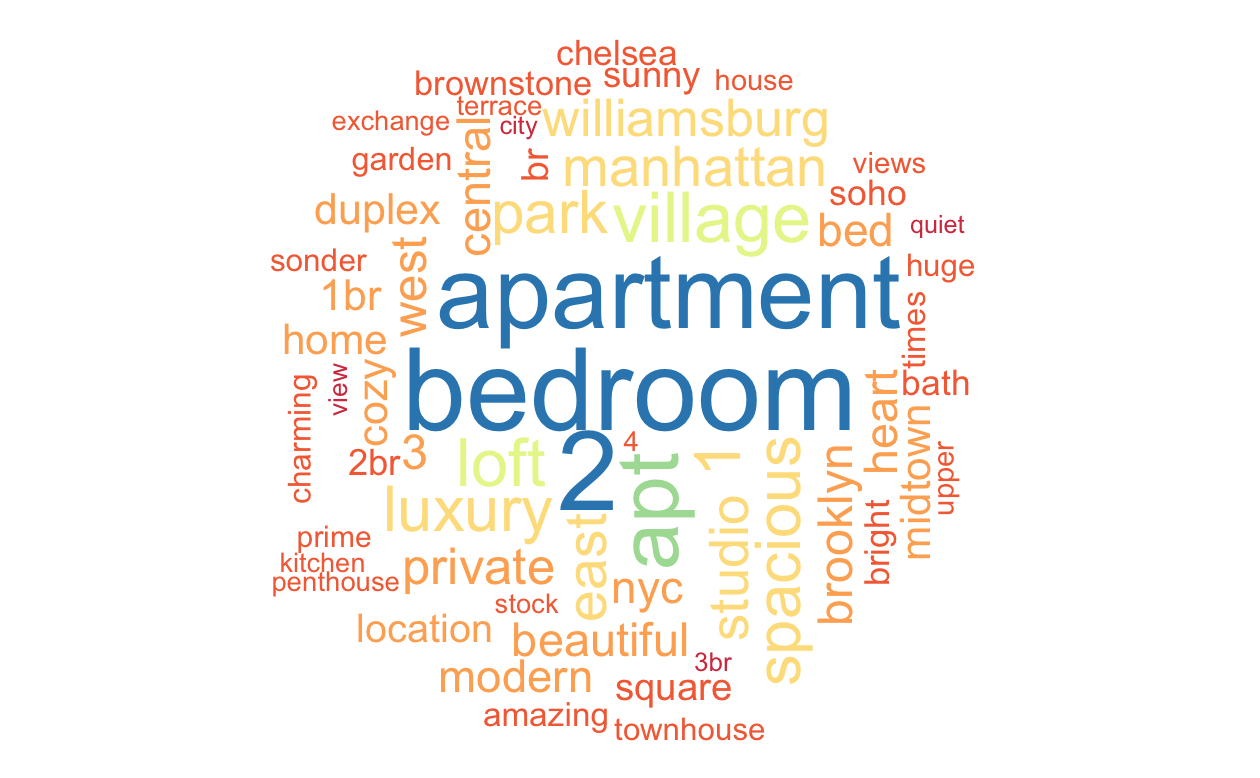 chelsea
brownstone
sunny
house
terrace
exchange
city
williamsburg
garden
central
br
manhattan
views
duplex
park
village
soho
bed
quiet
sonder
west
apartment
huge
1br
home
times
view
cozy
bedroom
heart
bath
charming
2br
3
loft
2
4
apt
1
spacious
brooklyn
midtown
upper
luxury
studio
bright
prime
kitchen
penthouse
private
east
nyc
stock
location
beautiful
modern
3br
square
amazing
townhouse